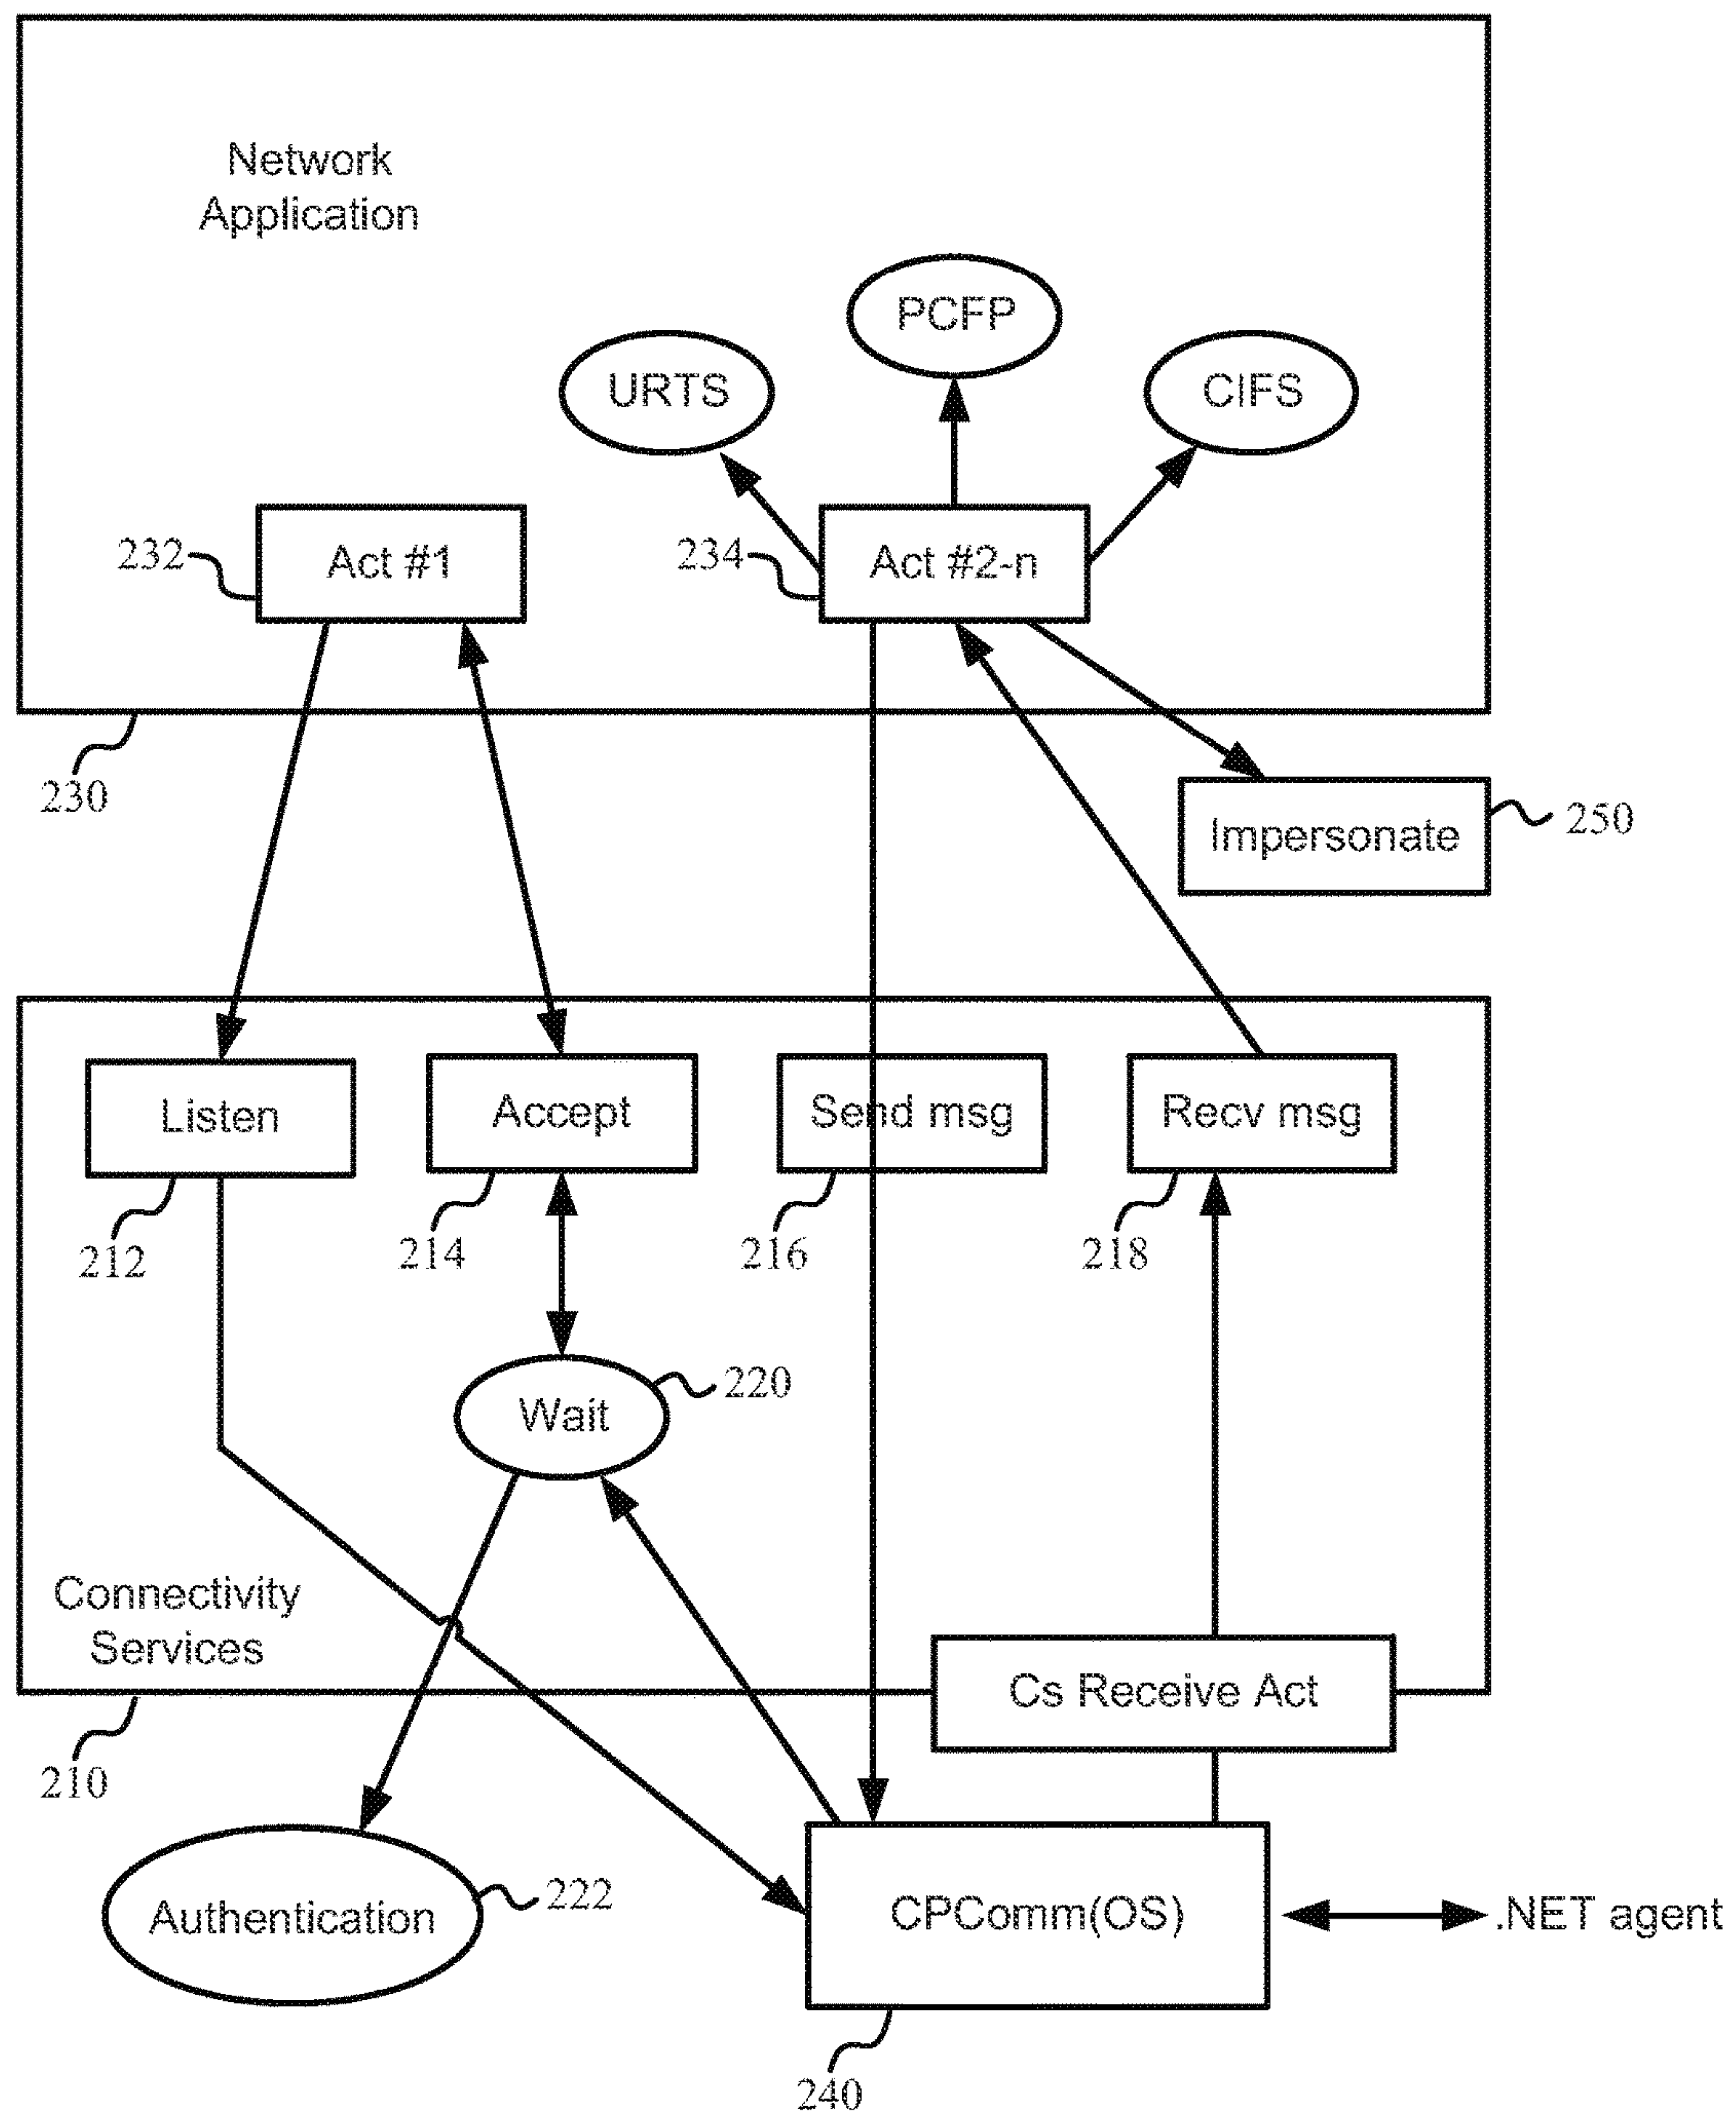 Network
Application
PCFP
URTS
CIFS
232
Act #1
234
Act #2-n
230
Impersonate
250
Listen
Accept
Send msg
Recv msg
212
214
216
218
Wait
220
Connectivity
Services
Cs Receive Act
210
Authentication
222
CPComm(OS)
.NET agent
240